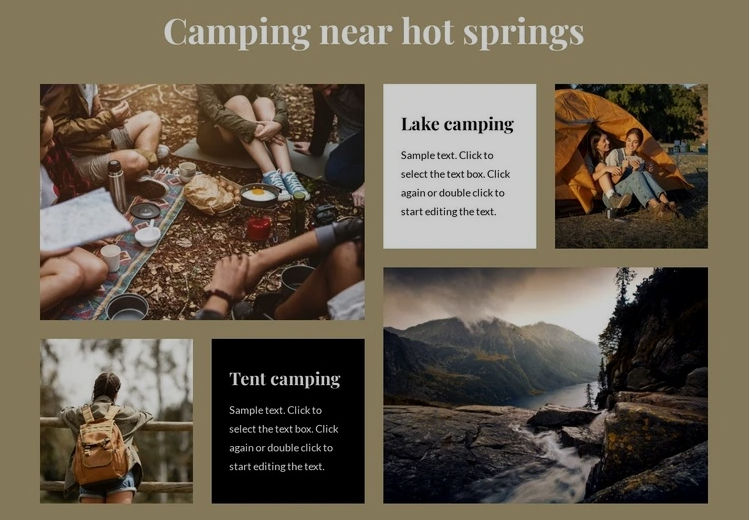 Camping near hot springs
Lake camping
Sample text. Click to
select the text box. Click
again or double click to
start editing the text.
Tent camping
Sample text. Click to
select the text box. Click
again or double click to
start editing the text.